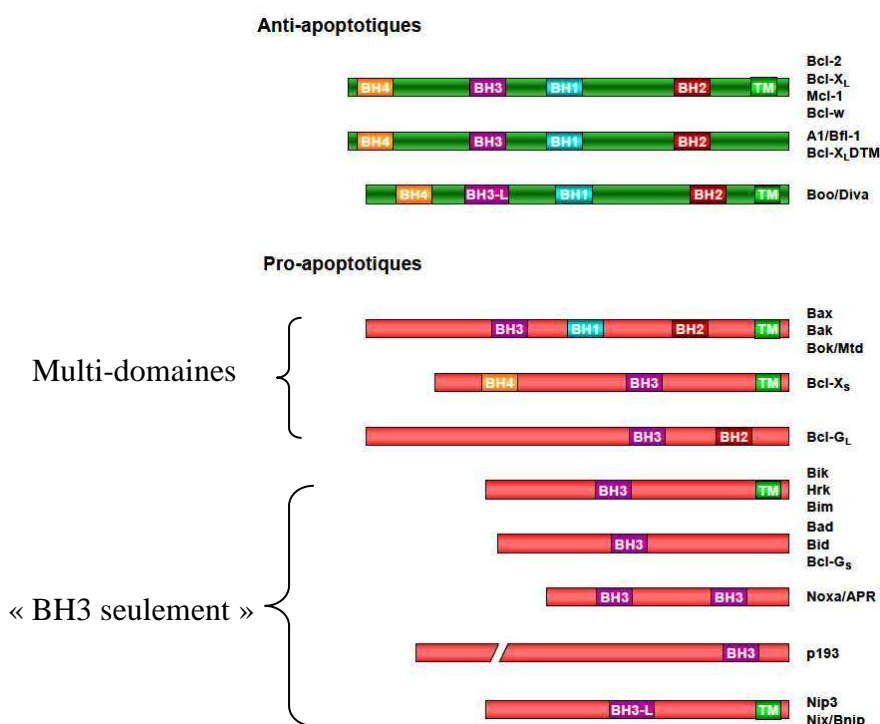 Anti-apoptotiques
Bcl-2
Bcl-XL
Mcl-1
Bcl-w
BH4 BH3 BH1 BH2 TM
A1/Bfl-1
Bcl-XLDTM
BH4 BH3 BH1 BH2
BH4 BH3-L BH1 BH2 TM Boo/Diva
Pro-apoptotiques
Multi-domaines
Bax
Bak
Bok/Mtd
BH3 BH1 BH2 TM
BH4 BH3 TM Bcl-XS
BH3 BH2 Bcl-GL
« BH3 seulement »
Bik
Hrk
Bim
BH3 TM
Bad
Bid
Bcl-GS
BH3
BH3 BH3 Noxa/APR
BH3 p193
Nip3
Nix/Bnip
BH3-L TM